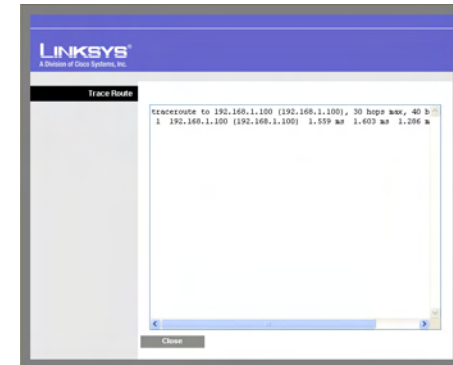 LINKSYS®
A Division of Cisco Systems, Inc.
Trace Route
traceroute to 192.168.1.100 (192.168.1.100), 30 hops max, 40 b
1 192.168.1.100 (192.168.1.100) 1.559 ms 1.603 ms 1.286 m
Close